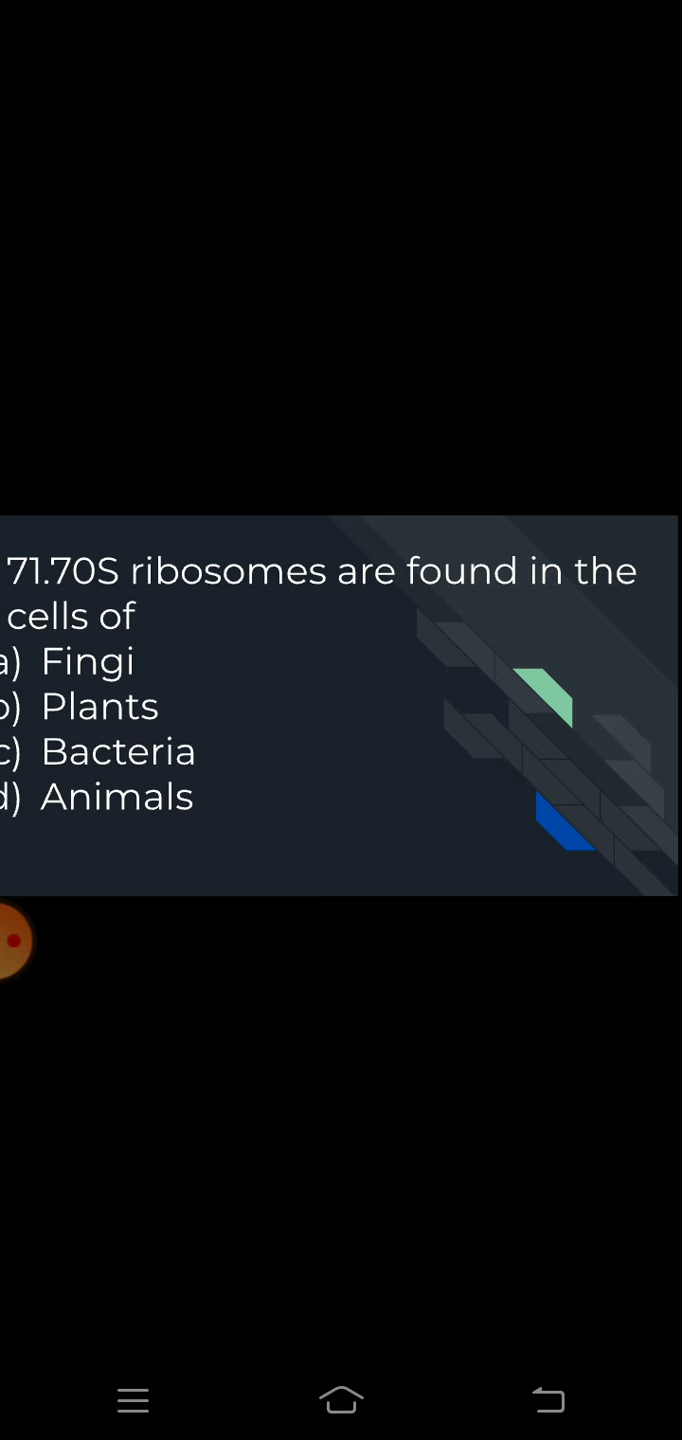 71.70S ribosomes are found in the
cells of
a) Fingi
b) Plants
c) Bacteria
d) Animals